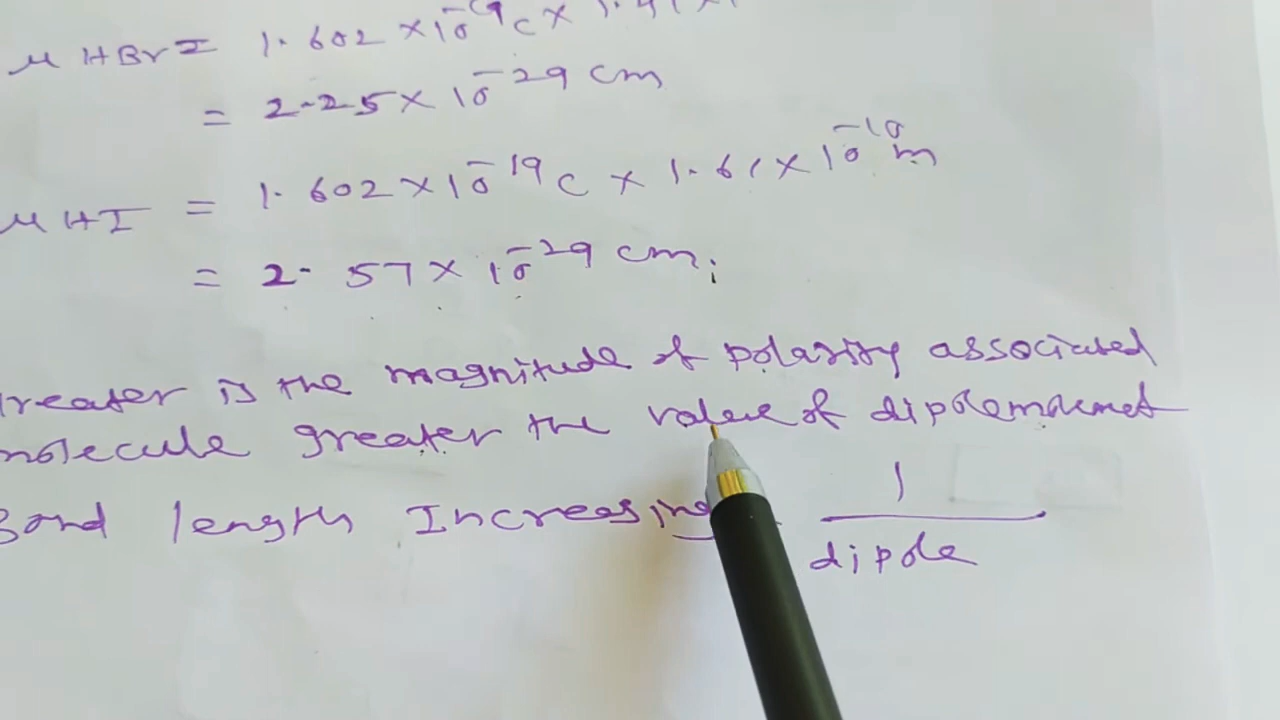 μ HBr = 1.602 × 10⁻¹⁹ C ×
= 2.25 × 10⁻²⁹ cm
μ HI = 1.602 × 10⁻¹⁹ C × 1.61 × 10⁻¹⁰ m
= 2.57 × 10⁻²⁹ cm.
reater is the magnitude of polarity associated
molecule greater the value of dipolemoment
Bond length Increasing 1/dipole